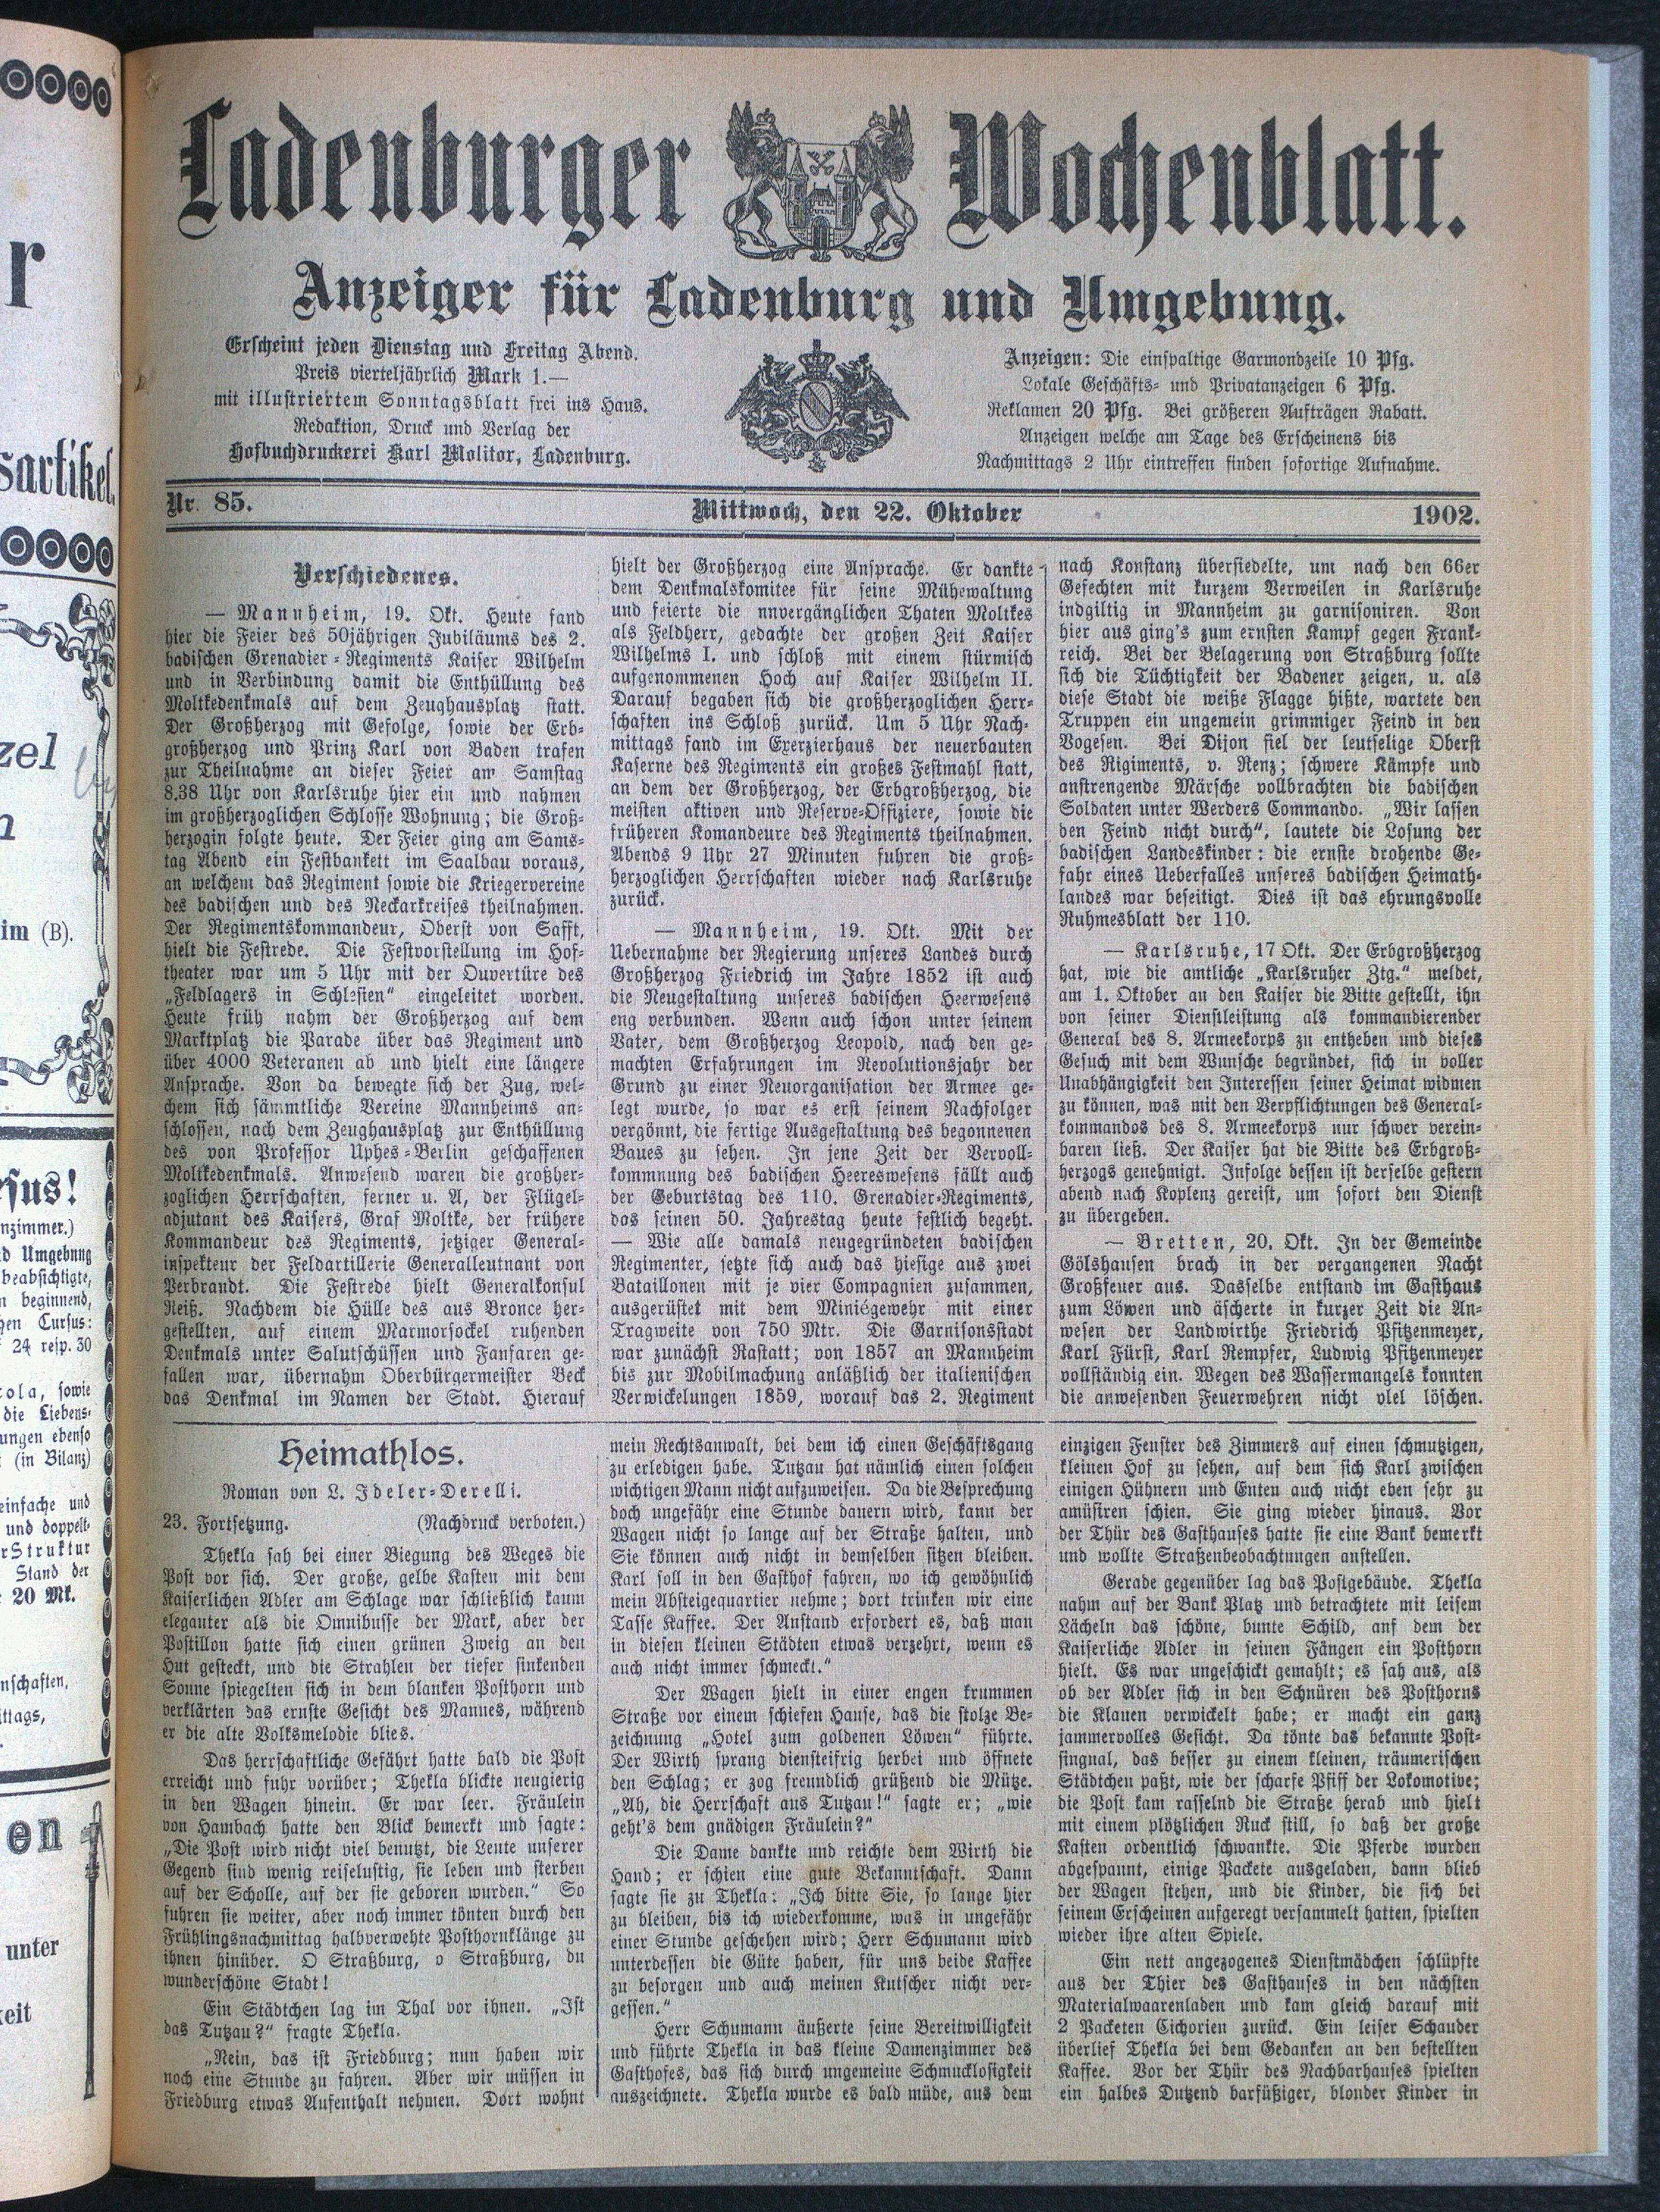 Ladenburger Wochenblatt.
Anzeiger für Ladenburg und Umgebung.
Erscheint jeden Dienstag und Freitag Abend.
Preis vierteljährlich Mark 1.—
mit illustriertem Sonntagsblatt frei ins Haus.
Redaktion, Druck und Verlag der
Hofbuchdruckerei Karl Molitor, Ladenburg.
Anzeigen: Die einspaltige Garmondzeile 10 Pfg.
Lokale Geschäfts- und Privatanzeigen 6 Pfg.
Reklamen 20 Pfg. Bei größeren Aufträgen Rabatt.
Anzeigen welche am Tage des Erscheinens bis
Nachmittags 2 Uhr eintreffen finden sofortige Aufnahme.
Nr. 85.
Mittwoch, den 22. Oktober
1902.
Verschiedenes.
— Mannheim, 19. Okt. Heute fand
hier die Feier des 50jährigen Jubiläums des 2.
badischen Grenadier-Regiments Kaiser Wilhelm
und in Verbindung damit die Enthüllung des
Moltkedenkmals auf dem Zeughausplatz statt.
Der Großherzog mit Gefolge, sowie der Erb-
großherzog und Prinz Karl von Baden trafen
zur Theilnahme an dieser Feier am Samstag
8.38 Uhr von Karlsruhe hier ein und nahmen
im großherzoglichen Schlosse Wohnung; die Groß-
herzogin folgte heute. Der Feier ging am Sams-
tag Abend ein Festbankett im Saalbau voraus,
an welchem das Regiment sowie die Kriegervereine
des badischen und des Neckarkreises theilnahmen.
Der Regimentskommandeur, Oberst von Safft,
hielt die Festrede. Die Festvorstellung im Hof-
theater war um 5 Uhr mit der Ouvertüre des
„Feldlagers in Schlesien“ eingeleitet worden.
Heute früh nahm der Großherzog auf dem
Marktplatz die Parade über das Regiment und
über 4000 Veteranen ab und hielt eine längere
Ansprache. Von da bewegte sich der Zug, wel-
chem sich sämmtliche Vereine Mannheims an-
schlossen, nach dem Zeughausplatz zur Enthüllung
des von Professor Uphes-Berlin geschaffenen
Moltkedenkmals. Anwesend waren die großher-
zoglichen Herrschaften, ferner u. A, der Flügel-
adjutant des Kaisers, Graf Moltke, der frühere
Kommandeur des Regiments, jetziger General-
inspekteur der Feldartillerie Generalleutnant von
Perbrandt. Die Festrede hielt Generalkonsul
Reiß. Nachdem die Hülle des aus Bronce her-
gestellten, auf einem Marmorsockel ruhenden
Denkmals unter Salutschüssen und Fanfaren ge-
fallen war, übernahm Oberbürgermeister Beck
das Denkmal im Namen der Stadt. Hierauf
hielt der Großherzog eine Ansprache. Er dankte
dem Denkmalskomitee für seine Mühewaltung
und feierte die nnvergänglichen Thaten Moltkes
als Feldherr, gedachte der großen Zeit Kaiser
Wilhelms I. und schloß mit einem stürmisch
aufgenommenen Hoch auf Kaiser Wilhelm II.
Darauf begaben sich die großherzoglichen Herr-
schaften ins Schloß zurück. Um 5 Uhr Nach-
mittags fand im Exerzierhaus der neuerbauten
Kaserne des Regiments ein großes Festmahl statt,
an dem der Großherzog, der Erbgroßherzog, die
meisten aktiven und Reserve-Offiziere, sowie die
früheren Komandeure des Regiments theilnahmen.
Abends 9 Uhr 27 Minuten fuhren die groß-
herzoglichen Herrschaften wieder nach Karlsruhe
zurück.
— Mannheim, 19. Okt. Mit der
Uebernahme der Regierung unseres Landes durch
Großherzog Friedrich im Jahre 1852 ist auch
die Neugestaltung unseres badischen Heerwesens
eng verbunden. Wenn auch schon unter seinem
Vater, dem Großherzog Leopold, nach den ge-
machten Erfahrungen im Revolutionsjahr der
Grund zu einer Neuorganisation der Armee ge-
legt wurde, so war es erst seinem Nachfolger
vergönnt, die fertige Ausgestaltung des begonnenen
Baues zu sehen. In jene Zeit der Vervoll-
kommnung des badischen Heereswesens fällt auch
der Geburtstag des 110. Grenadier-Regiments,
das seinen 50. Jahrestag heute festlich begeht.
— Wie alle damals neugegründeten badischen
Regimenter, setzte sich auch das hiesige aus zwei
Bataillonen mit je vier Compagnien zusammen,
ausgerüstet mit dem Miniégewehr mit einer
Tragweite von 750 Mtr. Die Garnisonsstadt
war zunächst Rastatt; von 1857 an Mannheim
bis zur Mobilmachung anläßlich der italienischen
Verwickelungen 1859, worauf das 2. Regiment
nach Konstanz übersiedelte, um nach den 66er
Gefechten mit kurzem Verweilen in Karlsruhe
indgiltig in Mannheim zu garnisoniren. Von
hier aus ging's zum ernsten Kampf gegen Frank-
reich. Bei der Belagerung von Straßburg sollte
sich die Tüchtigkeit der Badener zeigen, u. als
diese Stadt die weiße Flagge hißte, wartete den
Truppen ein ungemein grimmiger Feind in den
Vogesen. Bei Dijon fiel der leutselige Oberst
des Rigiments, v. Renz; schwere Kämpfe und
anstrengende Märsche vollbrachten die badischen
Soldaten unter Werders Commando. „Wir lassen
den Feind nicht durch“, lautete die Losung der
badischen Landeskinder: die ernste drohende Ge-
fahr eines Ueberfalles unseres badischen Heimath-
landes war beseitigt. Dies ist das ehrungsvolle
Ruhmesblatt der 110.
— Karlsruhe, 17 Okt. Der Erbgroßherzog
hat, wie die amtliche „Karlsruher Ztg.“ meldet,
am 1. Oktober an den Kaiser die Bitte gestellt, ihn
von seiner Dienstleistung als kommandierender
General des 8. Armeekorps zu entheben und dieses
Gesuch mit dem Wunsche begründet, sich in voller
Unabhängigkeit den Interessen seiner Heimat widmen
zu können, was mit den Verpflichtungen des General-
kommandos des 8. Armeekorps nur schwer verein-
baren ließ. Der Kaiser hat die Bitte des Erbgroß-
herzogs genehmigt. Infolge dessen ist derselbe gestern
abend nach Koplenz gereist, um sofort den Dienst
zu übergeben.
— Bretten, 20. Okt. In der Gemeinde
Gölshausen brach in der vergangenen Nacht
Großfeuer aus. Dasselbe entstand im Gasthaus
zum Löwen und äscherte in kurzer Zeit die An-
wesen der Landwirthe Friedrich Pfitzenmeyer,
Karl Fürst, Karl Rempfer, Ludwig Pfitzenmeyer
vollständig ein. Wegen des Wassermangels konnten
die anwesenden Feuerwehren nicht vlel löschen.
Heimathlos.
Roman von L. Ideler-Derelli.
23. Fortsetzung. (Nachdruck verboten.)
Thekla sah bei einer Biegung des Weges die
Post vor sich. Der große, gelbe Kasten mit dem
Kaiserlichen Adler am Schlage war schließlich kaum
eleganter als die Omnibusse der Mark, aber der
Postillon hatte sich einen grünen Zweig an den
Hut gesteckt, und die Strahlen der tiefer sinkenden
Sonne spiegelten sich in dem blanken Posthorn und
verklärten das ernste Gesicht des Mannes, während
er die alte Volksmelodie blies.
Das herrschaftliche Gefährt hatte bald die Post
erreicht und fuhr vorüber; Thekla blickte neugierig
in den Wagen hinein. Er war leer. Fräulein
von Hambach hatte den Blick bemerkt und sagte:
„Die Post wird nicht viel benutzt, die Leute unserer
Gegend sind wenig reiselustig, sie leben und sterben
auf der Scholle, auf der sie geboren wurden.“ So
fuhren sie weiter, aber noch immer tönten durch den
Frühlingsnachmittag halbverwehte Posthornklänge zu
ihnen hinüber. O Straßburg, o Straßburg, du
wunderschöne Stadt!
Ein Städtchen lag im Thal vor ihnen. „Ist
das Tutzau?“ fragte Thekla.
„Nein, das ist Friedburg; nun haben wir
noch eine Stunde zu fahren. Aber wir müssen in
Friedburg etwas Aufenthalt nehmen. Dort wohnt
mein Rechtsanwalt, bei dem ich einen Geschäftsgang
zu erledigen habe. Tutzau hat nämlich einen solchen
wichtigen Mann nicht aufzuweisen. Da die Besprechung
doch ungefähr eine Stunde dauern wird, kann der
Wagen nicht so lange auf der Straße halten, und
Sie können auch nicht in demselben sitzen bleiben.
Karl soll in den Gasthof fahren, wo ich gewöhnlich
mein Absteigequartier nehme; dort trinken wir eine
Tasse Kaffee. Der Anstand erfordert es, daß man
in diesen kleinen Städten etwas verzehrt, wenn es
auch nicht immer schmeckt.“
Der Wagen hielt in einer engen krummen
Straße vor einem schiefen Hause, das die stolze Be-
zeichnung „Hotel zum goldenen Löwen“ führte.
Der Wirth sprang diensteifrig herbei und öffnete
den Schlag; er zog freundlich grüßend die Mütze.
„Ah, die Herrschaft aus Tutzau!“ sagte er; „wie
geht's dem gnädigen Fräulein?“
Die Dame dankte und reichte dem Wirth die
Hand; er schien eine gute Bekanntschaft. Dann
sagte sie zu Thekla: „Ich bitte Sie, so lange hier
zu bleiben, bis ich wiederkomme, was in ungefähr
einer Stunde geschehen wird; Herr Schumann wird
unterdessen die Güte haben, für uns beide Kaffee
zu besorgen und auch meinen Kutscher nicht ver-
gessen.“
Herr Schumann äußerte seine Bereitwilligkeit
und führte Thekla in das kleine Damenzimmer des
Gasthofes, das sich durch ungemeine Schmucklosigkeit
auszeichnete. Thekla wurde es bald müde, aus dem
einzigen Fenster des Zimmers auf einen schmutzigen,
kleinen Hof zu sehen, auf dem sich Karl zwischen
einigen Hühnern und Enten auch nicht eben sehr zu
amüsiren schien. Sie ging wieder hinaus. Vor
der Thür des Gasthauses hatte sie eine Bank bemerkt
und wollte Straßenbeobachtungen anstellen.
Gerade gegenüber lag das Postgebäude. Thekla
nahm auf der Bank Platz und betrachtete mit leisem
Lächeln das schöne, bunte Schild, auf dem der
Kaiserliche Adler in seinen Fängen ein Posthorn
hielt. Es war ungeschickt gemahlt; es sah aus, als
ob der Adler sich in den Schnüren des Posthorns
die Klauen verwickelt habe; er macht ein ganz
jammervolles Gesicht. Da tönte das bekannte Post-
singnal, das besser zu einem kleinen, träumerischen
Städtchen paßt, wie der scharfe Pfiff der Lokomotive;
die Post kam rasselnd die Straße herab und hielt
mit einem plötzlichen Ruck still, so daß der große
Kasten ordentlich schwankte. Die Pferde wurden
abgespannt, einige Packete ausgeladen, dann blieb
der Wagen stehen, und die Kinder, die sich bei
seinem Erscheinen aufgeregt versammelt hatten, spielten
wieder ihre alten Spiele.
Ein nett angezogenes Dienstmädchen schlüpfte
aus der Thier des Gasthauses in den nächsten
Materialwaarenladen und kam gleich darauf mit
2 Packeten Cichorien zurück. Ein leiser Schauder
überlief Thekla bei dem Gedanken an den bestellten
Kaffee. Vor der Thür des Nachbarhauses spielten
ein halbes Dutzend barfüßiger, blonder Kinder in
r
sartikel.
zel
n
im (B).
esus!
nzimmer.)
d Umgebung
beabsichtigte,
n beginnend,
hen Cursus:
24 resp. 30
cola, sowie
die Liebens-
ungen ebenso
(in Bilanz)
einfache und
und doppelt-
rStruktur
Stand der
20 Mk.
nschaften,
ittags,
en
unter
keit